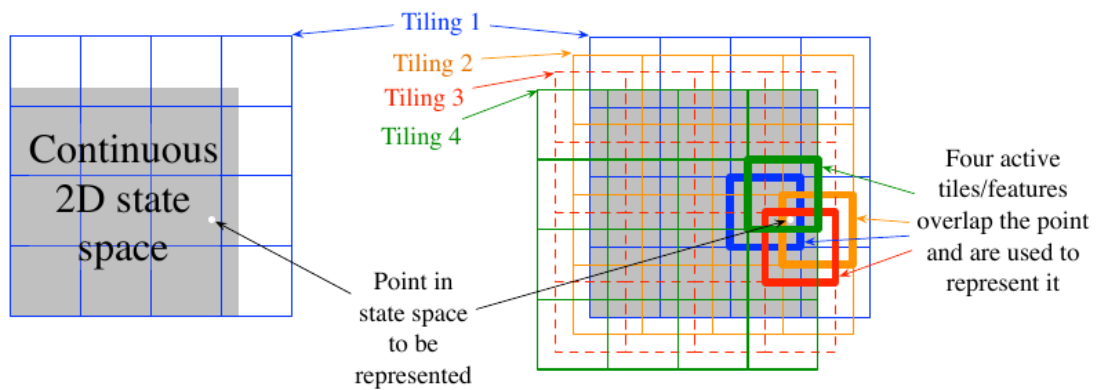 Tiling 1
Tiling 2
Tiling 3
Tiling 4
Continuous
2D state
space
Point in
state space
to be
represented
Four active
tiles/features
overlap the point
and are used to
represent it